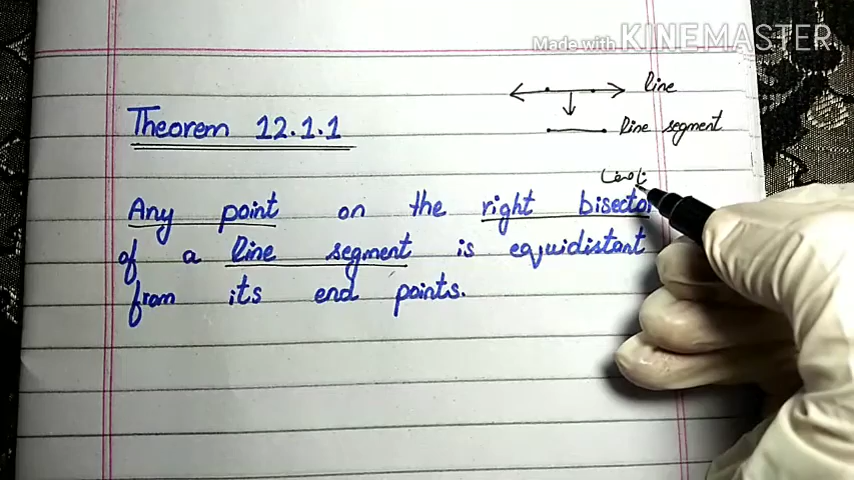 Made with KINEMASTER
line
Theorem 12.1.1
line segment
ناصف
Any point on the right bisector
of a line segment is equidistant
from its end points.